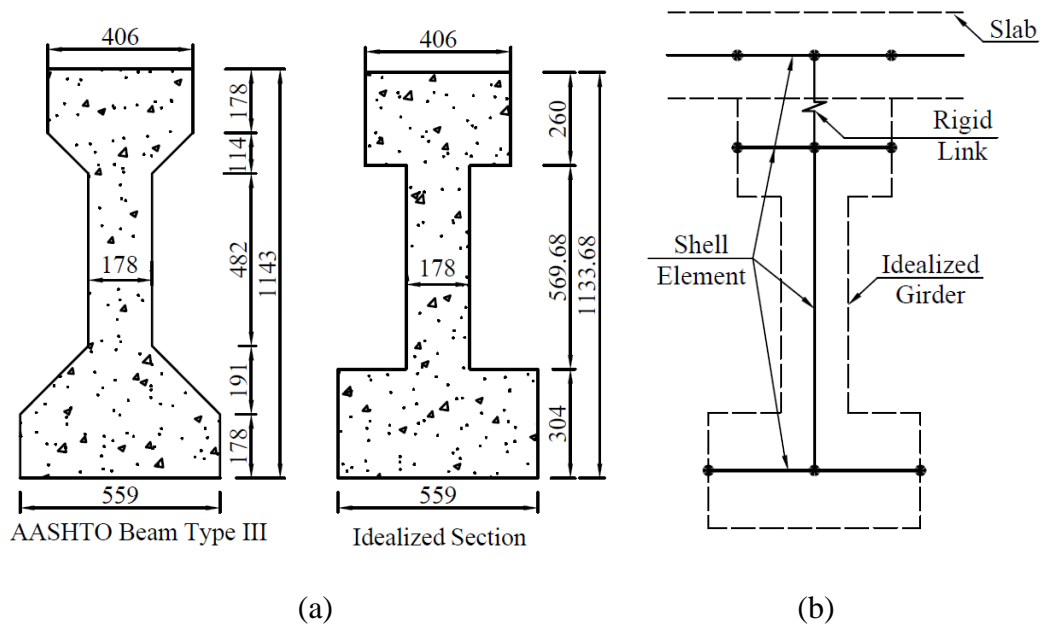 406
178
114
482
1143
178
191
178
559
AASHTO Beam Type III
406
260
569.68
1133.68
178
304
559
Idealized Section
(a)
Slab
Rigid
Link
Shell
Element
Idealized
Girder
(b)